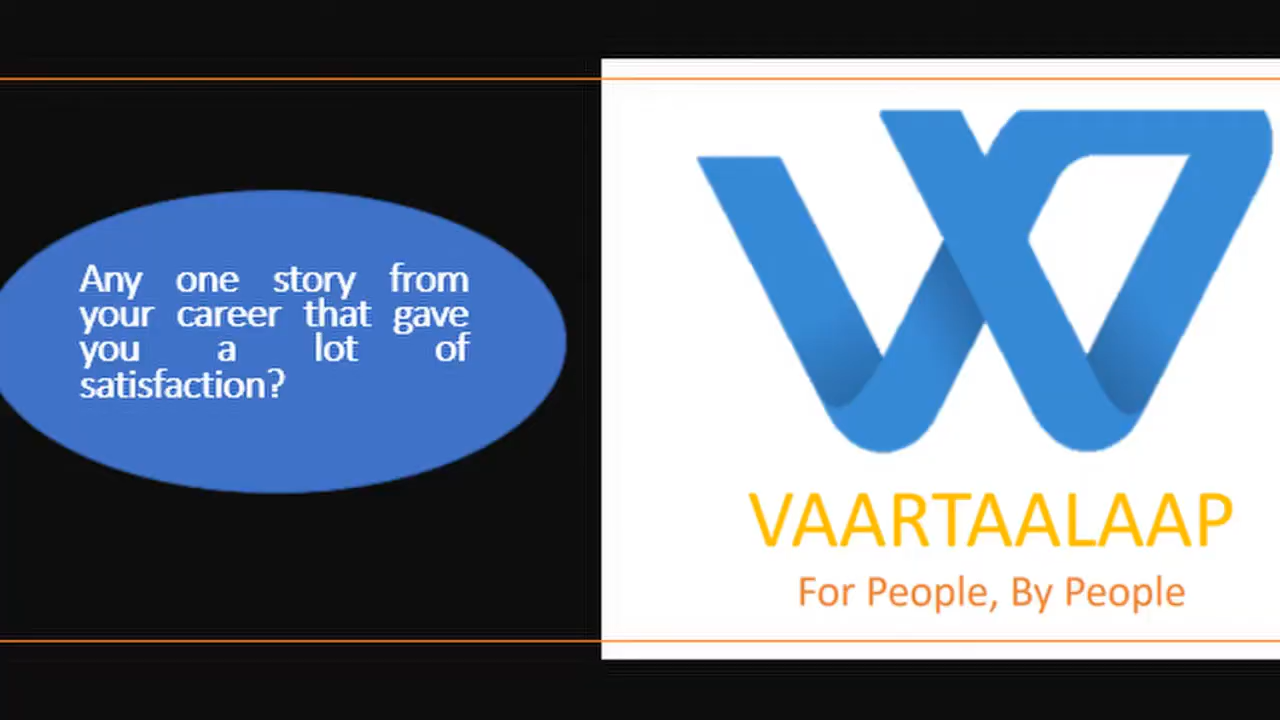 Any one story from
your career that gave
you a lot of
satisfaction?
VAARTAALAAP
For People, By People